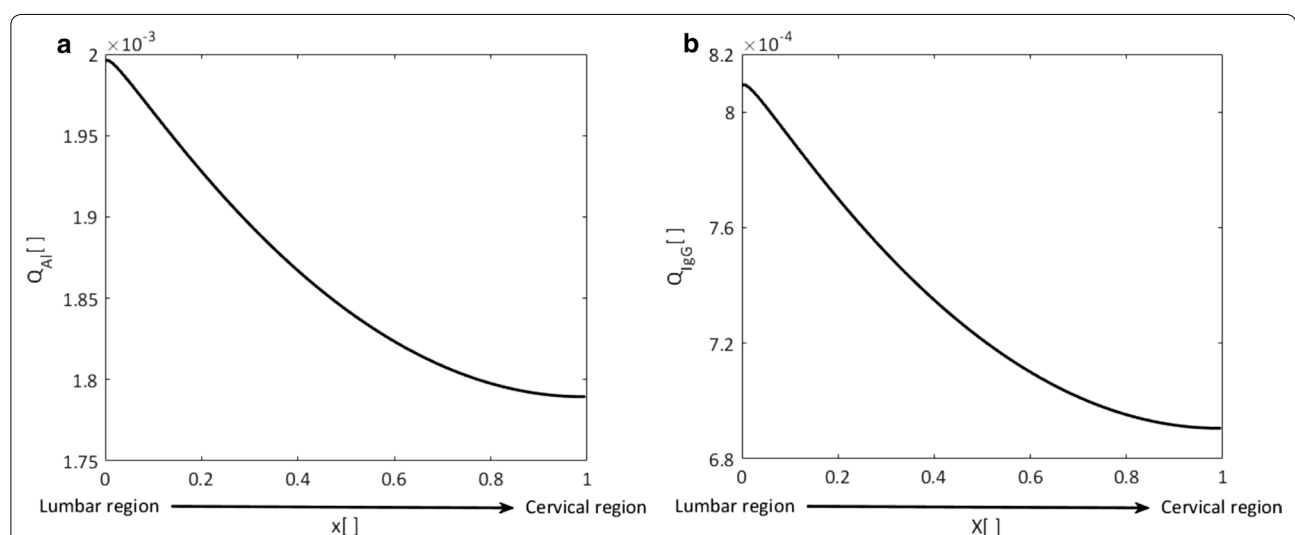 a
×10⁻³
2
1.95
1.9
1.85
1.8
1.75
Q_Al[ ]
0 0.2 0.4 0.6 0.8 1
Lumbar region Cervical region
x[ ]
b
×10⁻⁴
8.2
8
7.6
7.2
6.8
Q_IgG[ ]
0 0.2 0.4 0.6 0.8 1
Lumbar region Cervical region
X[ ]